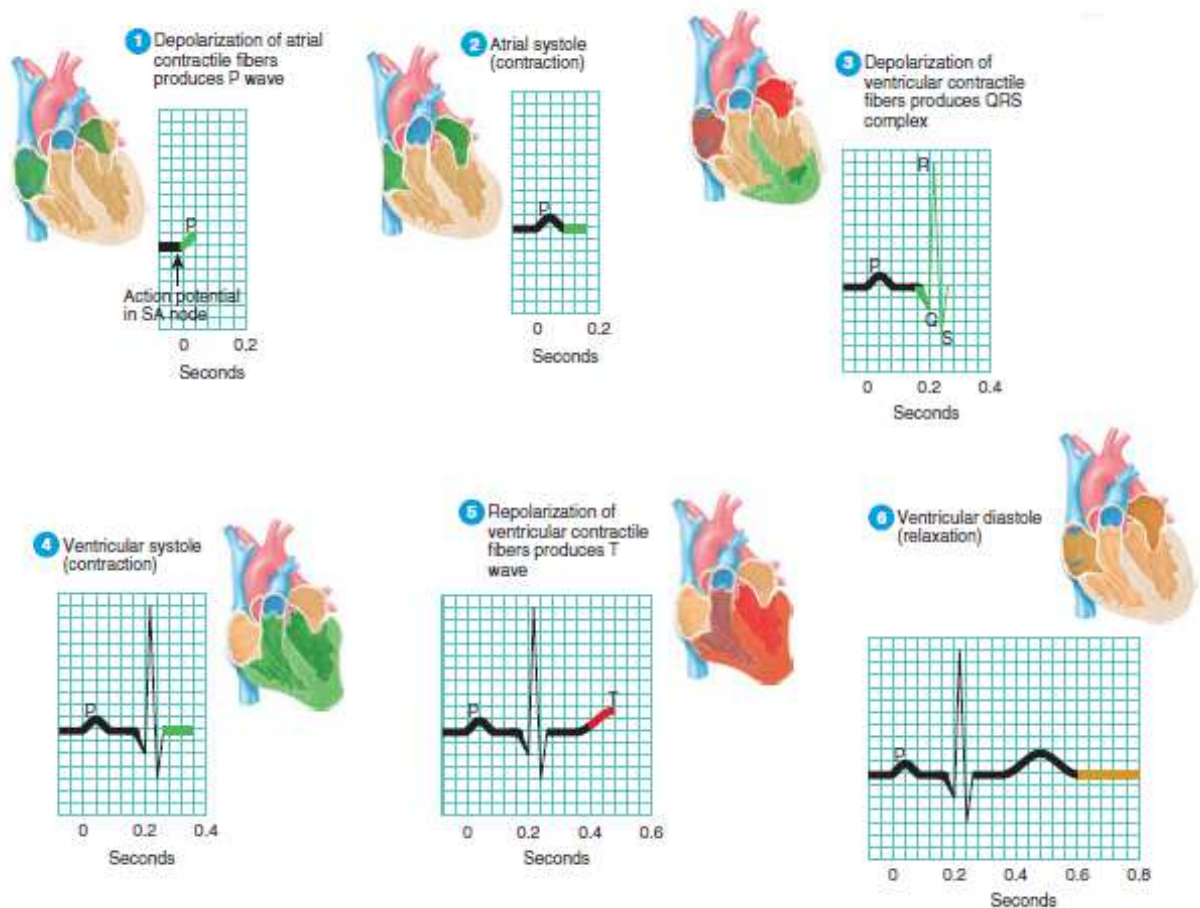 1 Depolarization of atrial
contractile fibers
produces P wave
P
Action potential
in SA node
0 0.2
Seconds
2 Atrial systole
(contraction)
P
0 0.2
Seconds
3 Depolarization of
ventricular contractile
fibers produces QRS
complex
R
P
Q
S
0 0.2 0.4
Seconds
4 Ventricular systole
(contraction)
P
0 0.2 0.4
Seconds
5 Repolarization of
ventricular contractile
fibers produces T
wave
T
P
0 0.2 0.4 0.6
Seconds
6 Ventricular diastole
(relaxation)
P
0 0.2 0.4 0.6 0.8
Seconds